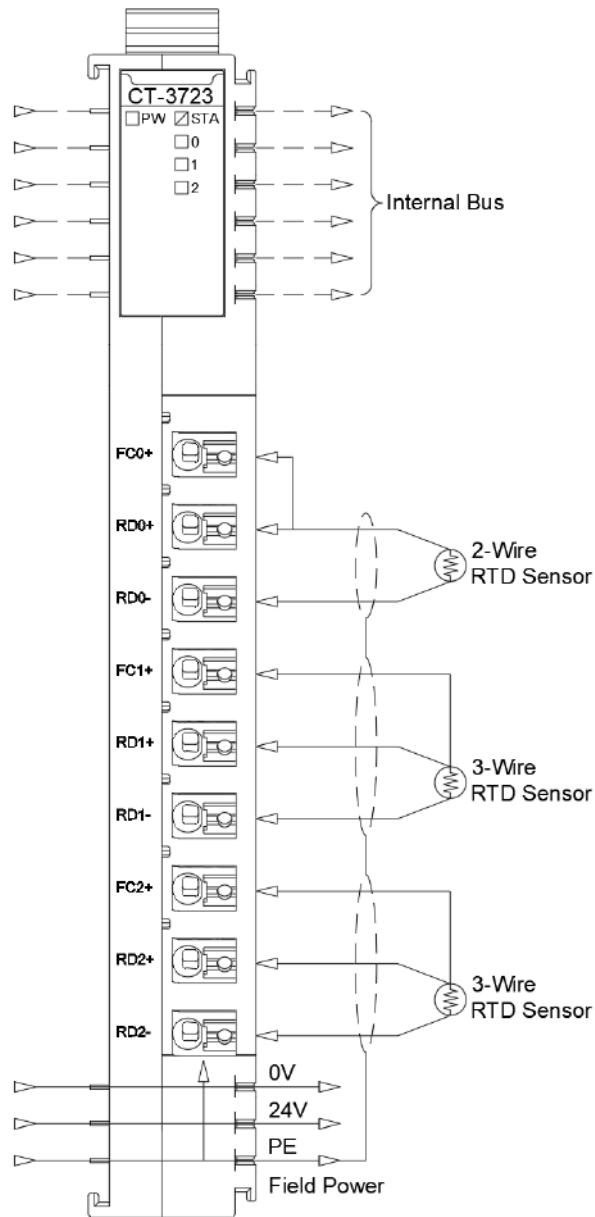 CT-3723
PW STA
0
1
2
Internal Bus
FC0+
RD0+
RD0-
2-Wire
RTD Sensor
FC1+
RD1+
RD1-
3-Wire
RTD Sensor
FC2+
RD2+
RD2-
3-Wire
RTD Sensor
0V
24V
PE
Field Power